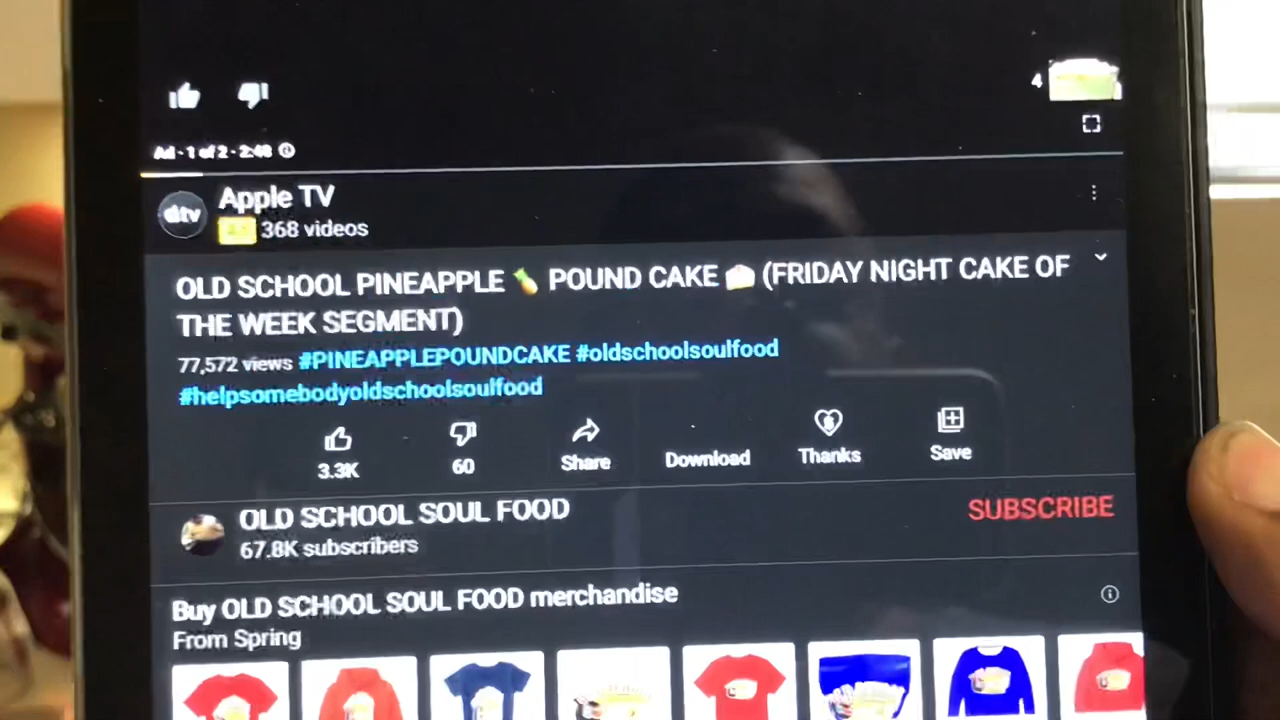 4
Ad - 1 of 2 - 2:48
tv
Apple TV
368 videos
OLD SCHOOL PINEAPPLE 🍍 POUND CAKE 🍰 (FRIDAY NIGHT CAKE OF
THE WEEK SEGMENT)
77,572 views #PINEAPPLEPOUNDCAKE #oldschoolsoulfood
#helpsomebodyoldschoolsoulfood
3.3K
60
Share
Download
Thanks
Save
OLD SCHOOL SOUL FOOD
67.8K subscribers
SUBSCRIBE
Buy OLD SCHOOL SOUL FOOD merchandise
From Spring